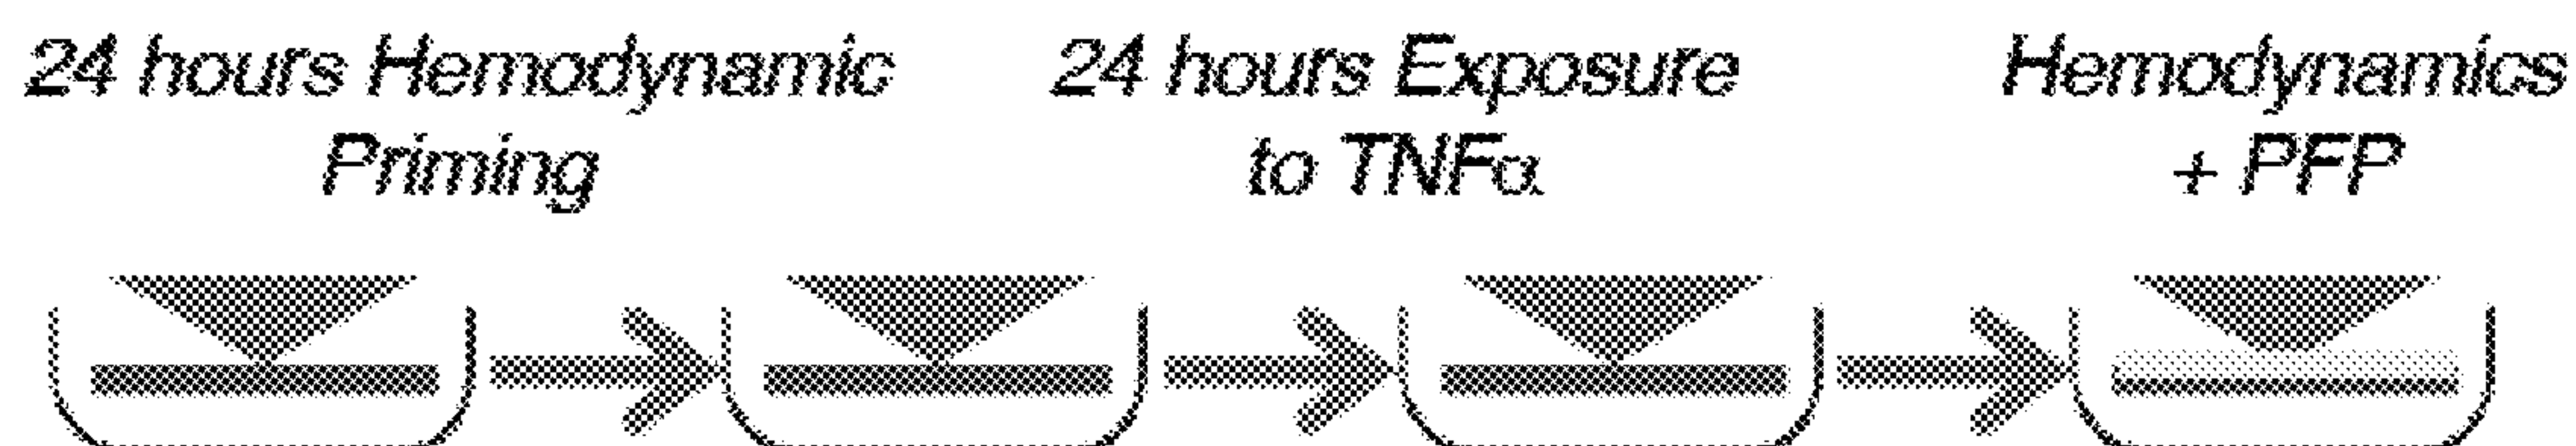 24 hours Hemodynamic
Priming
24 hours Exposure
to TNFα
Hemodynamics
+ PFP